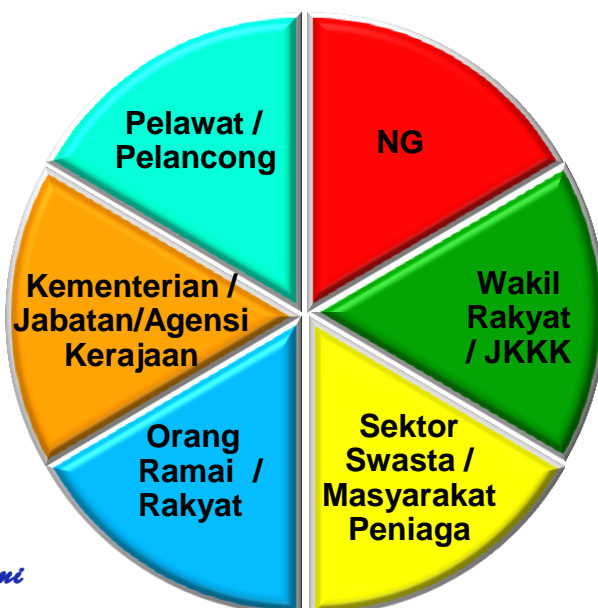 Pelawat /
Pelancong
NG
Wakil
Rakyat
/ JKKK
Sektor
Swasta /
Masyarakat
Peniaga
Orang
Ramai /
Rakyat
Kementerian /
Jabatan/Agensi
Kerajaan